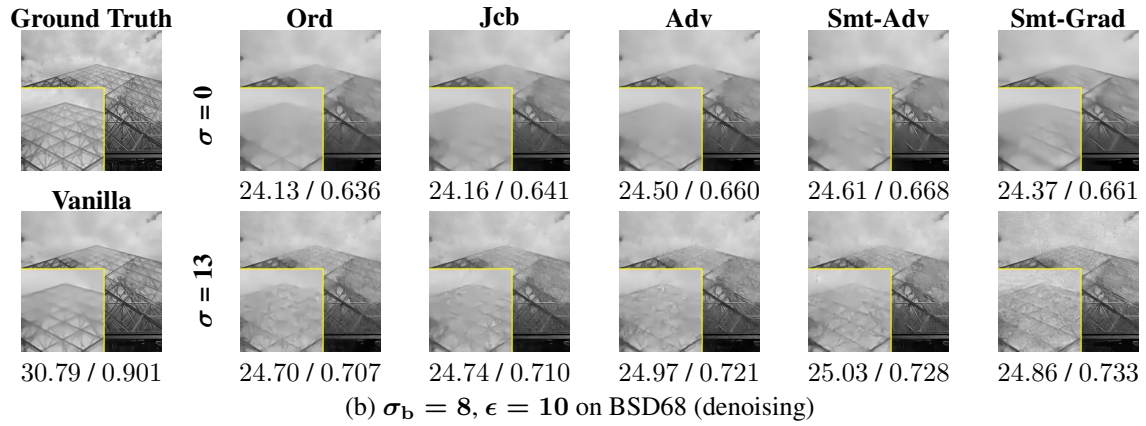 Ground Truth Ord Jcb Adv Smt-Adv Smt-Grad
σ = 0
24.13 / 0.636 24.16 / 0.641 24.50 / 0.660 24.61 / 0.668 24.37 / 0.661
Vanilla
σ = 13
30.79 / 0.901 24.70 / 0.707 24.74 / 0.710 24.97 / 0.721 25.03 / 0.728 24.86 / 0.733
(b) σ_b = 8, ϵ = 10 on BSD68 (denoising)